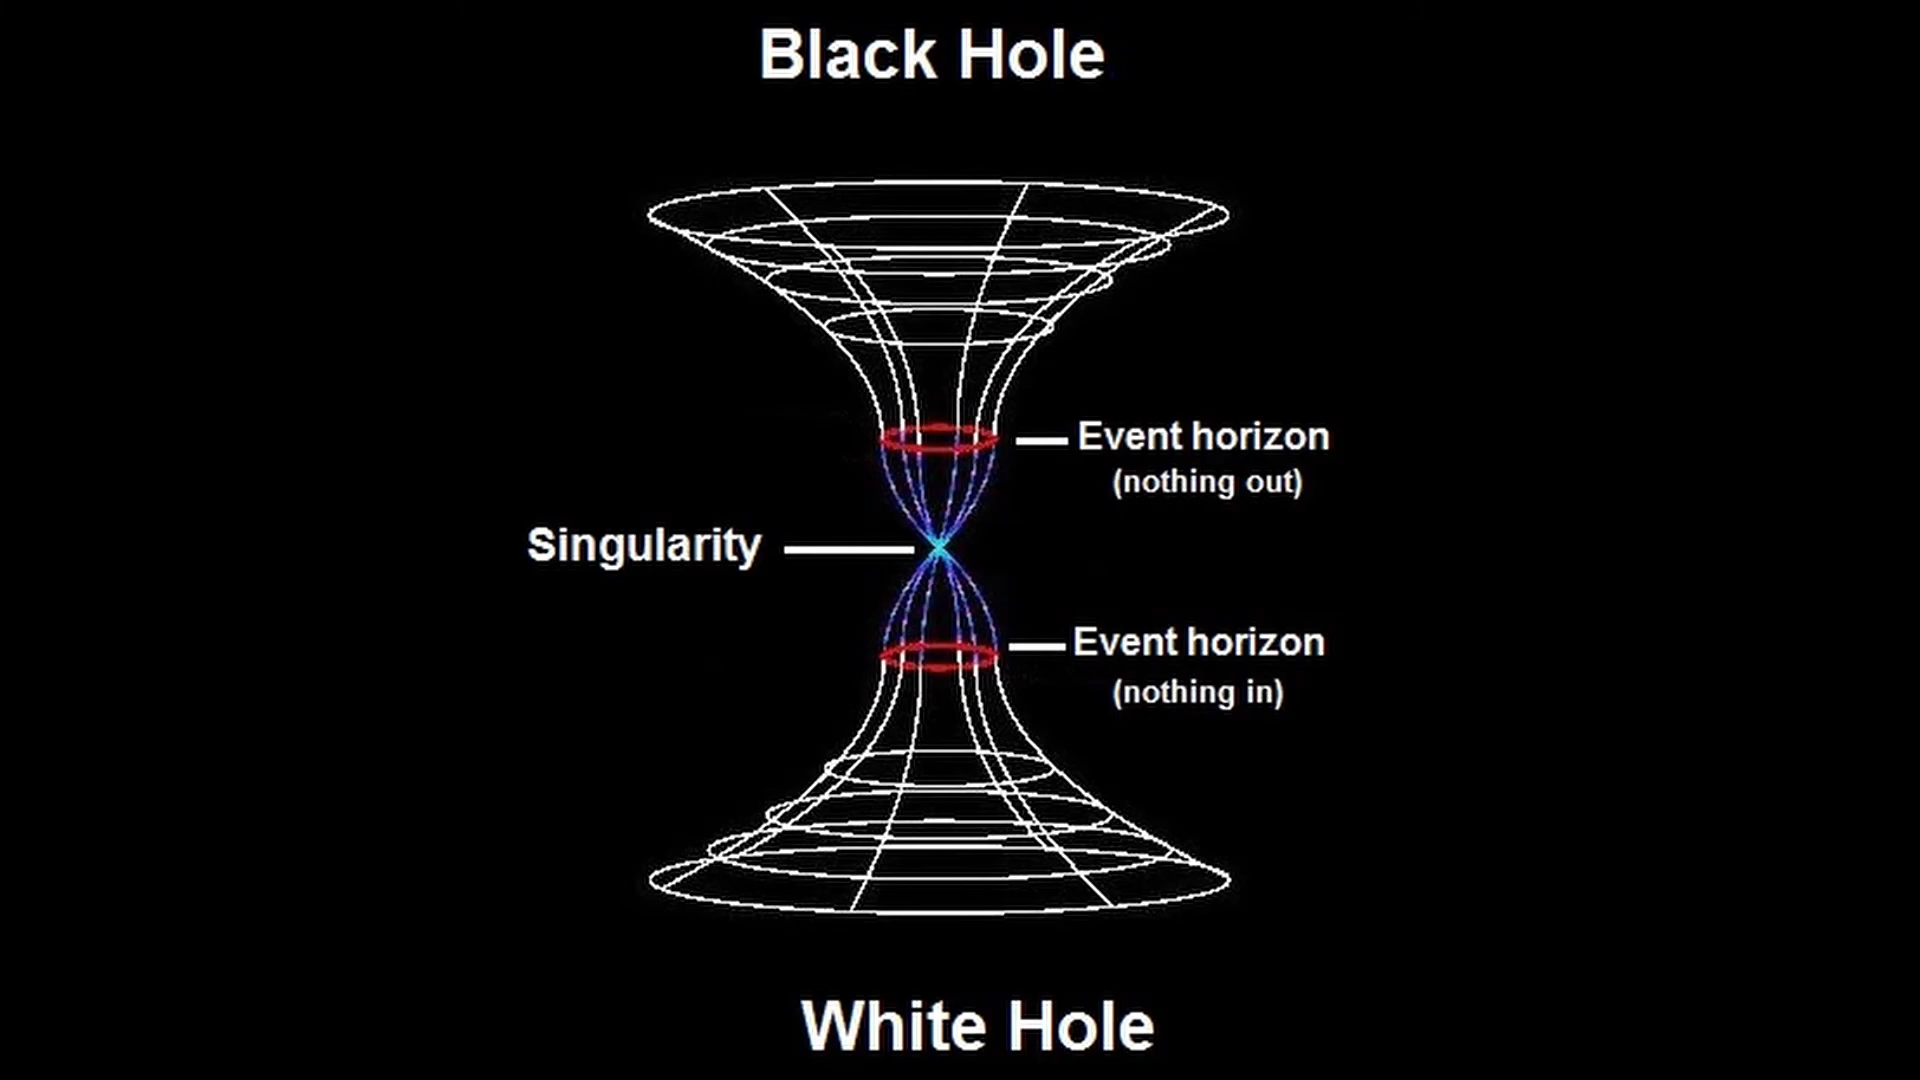 Black Hole
Event horizon
(nothing out)
Singularity
Event horizon
(nothing in)
White Hole